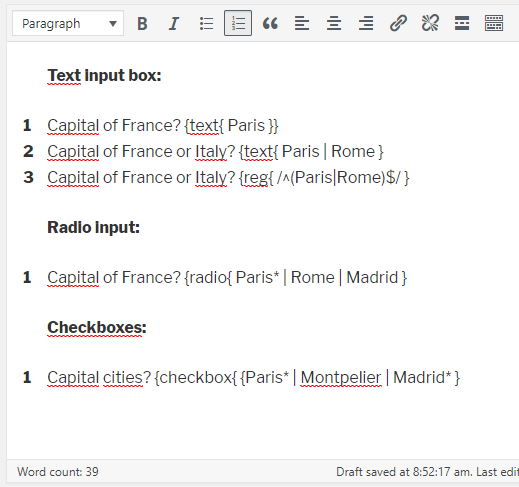 Paragraph B I
Text Input box:
1 Capital of France? {text{ Paris }}
2 Capital of France or Italy? {text{ Paris | Rome }
3 Capital of France or Italy? {reg{ /^(Paris|Rome)$/ }
Radio Input:
1 Capital of France? {radio{ Paris* | Rome | Madrid }
Checkboxes:
1 Capital cities? {checkbox{ {Paris* | Montpelier | Madrid* }
Word count: 39 Draft saved at 8:52:17 am. Last edit